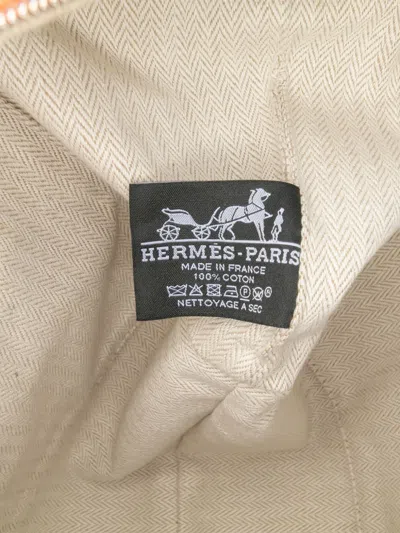 HERMÈS-PARIS
MADE IN FRANCE
100% COTON
NETTOYAGE A SEC